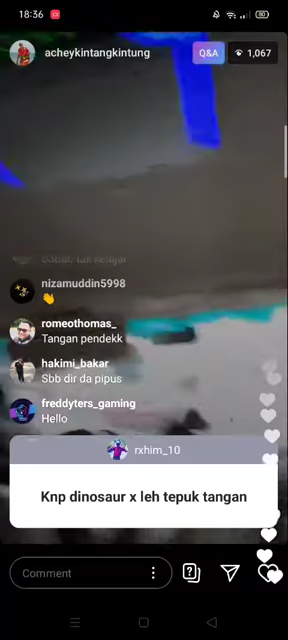 18:36
acheykintangkintung
Q&A
1,067
nizamuddin5998
👋
romeothomas_
Tangan pendekk
hakimi_bakar
Sbb dir da pipus
freddyters_gaming
Hello
rxhim_10
Knp dinosaur x leh tepuk tangan
Comment